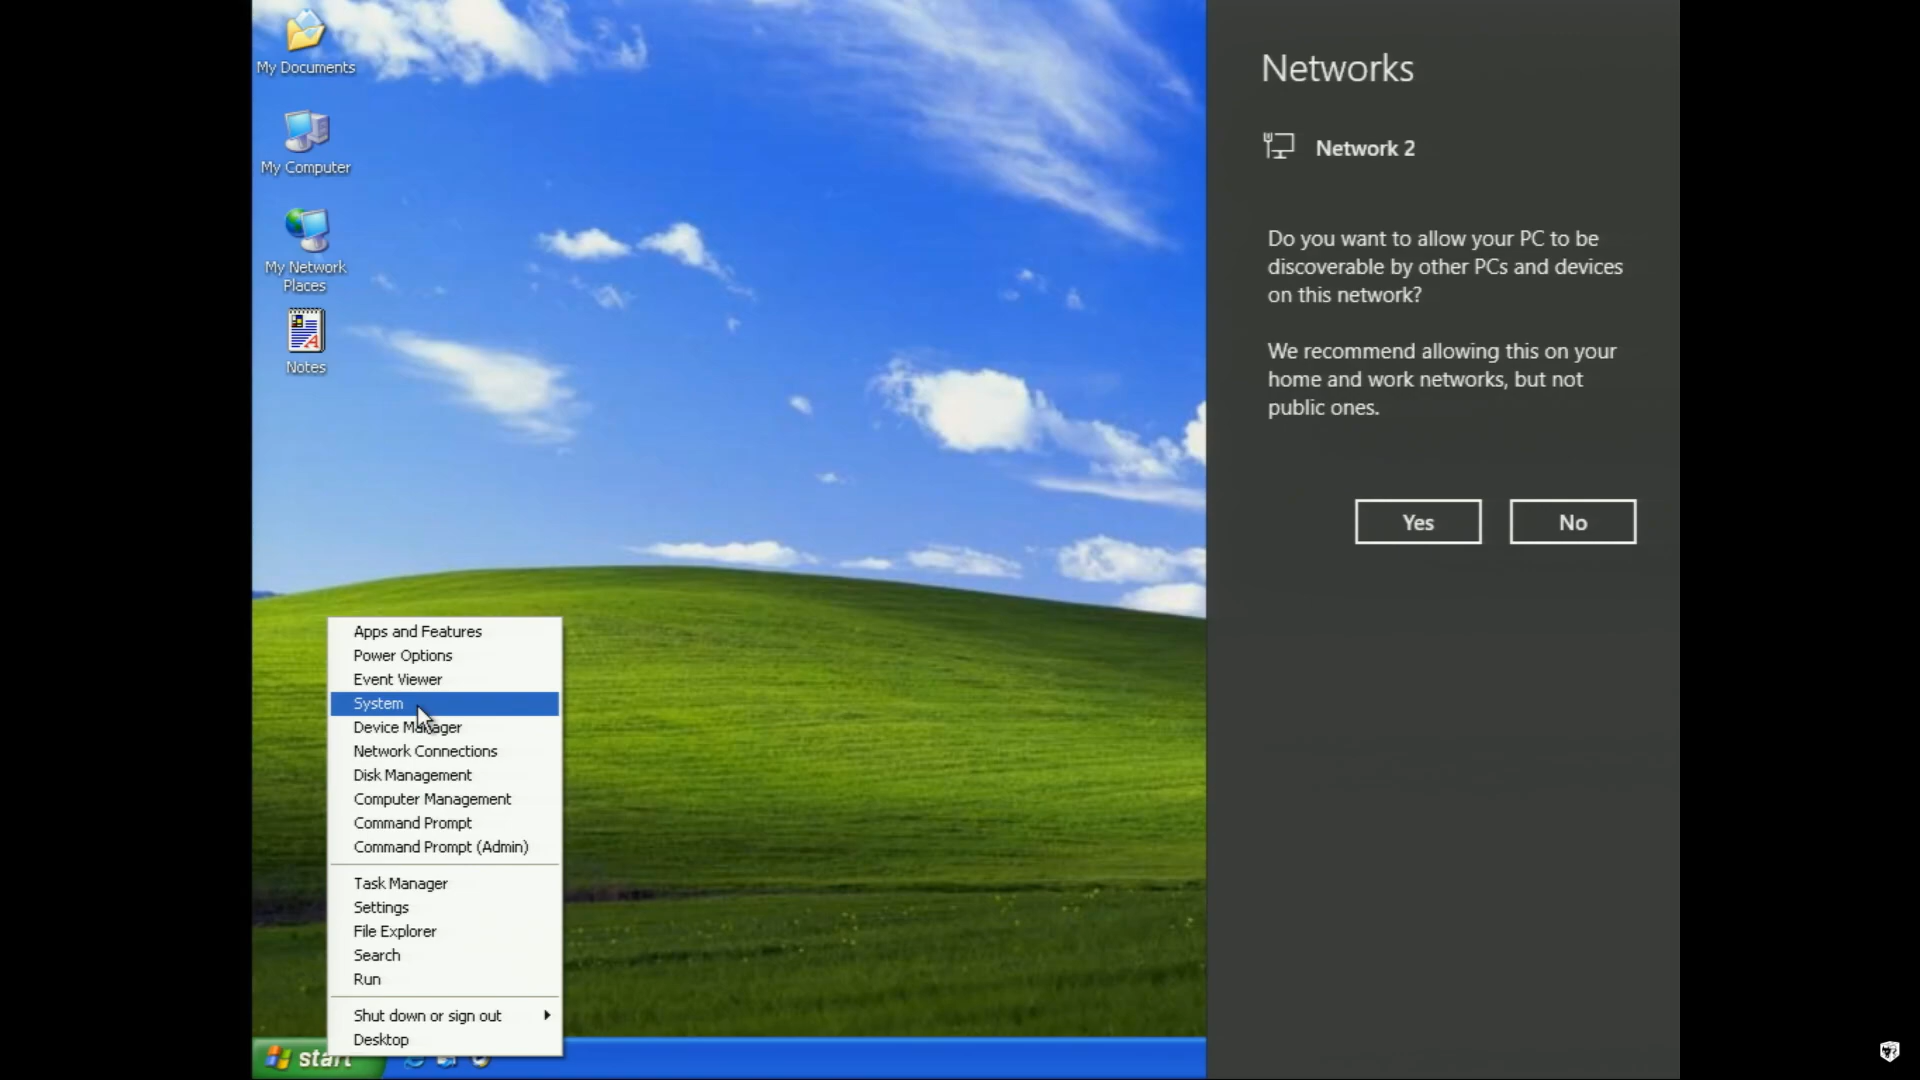 My Documents
My Computer
My Network
Places
Notes
Apps and Features
Power Options
Event Viewer
System
Device Manager
Network Connections
Disk Management
Computer Management
Command Prompt
Command Prompt (Admin)
Task Manager
Settings
File Explorer
Search
Run
Shut down or sign out
Desktop
start
Networks
Network 2
Do you want to allow your PC to be
discoverable by other PCs and devices
on this network?
We recommend allowing this on your
home and work networks, but not
public ones.
Yes
No